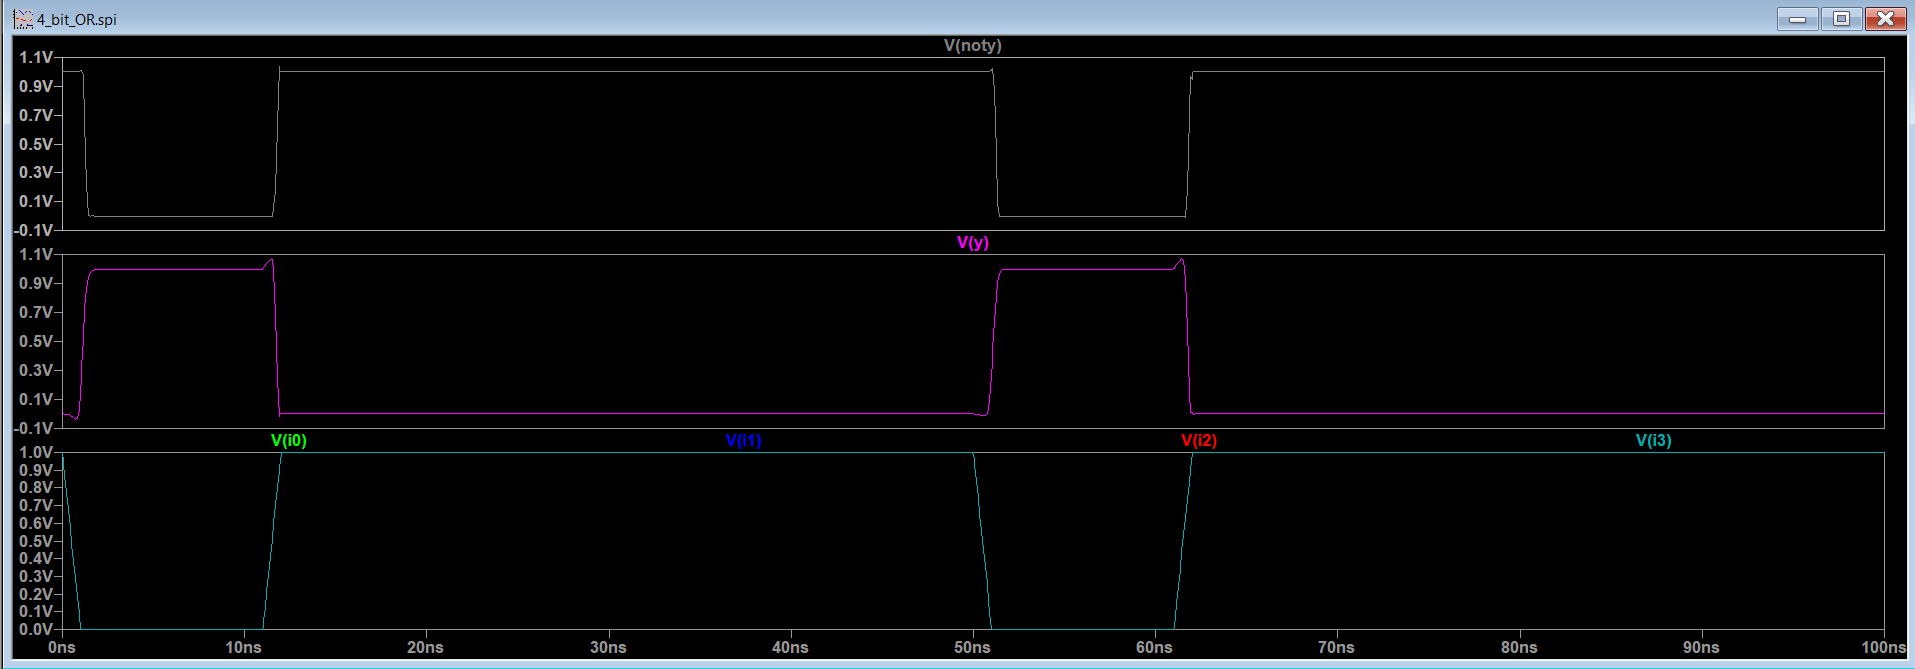 4_bit_OR.spi
V(noty)
1.1V
0.9V
0.7V
0.5V
0.3V
0.1V
-0.1V
V(y)
1.1V
0.9V
0.7V
0.5V
0.3V
0.1V
-0.1V
V(i0) V(i1) V(i2) V(i3)
1.0V
0.9V
0.8V
0.7V
0.6V
0.5V
0.4V
0.3V
0.2V
0.1V
0.0V
0ns 10ns 20ns 30ns 40ns 50ns 60ns 70ns 80ns 90ns 100ns